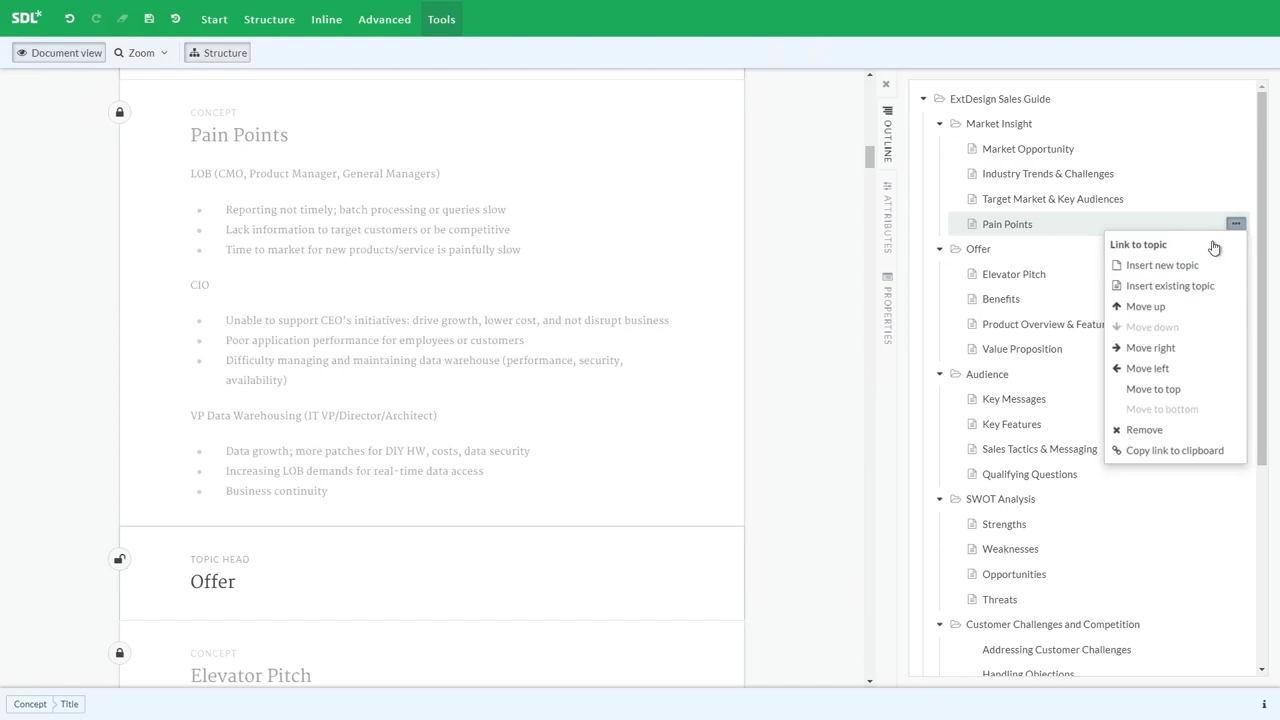 SDL*
Start
Structure
Inline
Advanced
Tools
Document view
Zoom
Structure
CONCEPT
Pain Points
LOB (CMO, Product Manager, General Managers)
• Reporting not timely; batch processing or queries slow
• Lack information to target customers or be competitive
• Time to market for new products/service is painfully slow
CIO
• Unable to support CEO's initiatives: drive growth, lower cost, and not disrupt business
• Poor application performance for employees or customers
• Difficulty managing and maintaining data warehouse (performance, security,
availability)
VP Data Warehousing (IT VP/Director/Architect)
• Data growth; more patches for DIY HW, costs, data security
• Increasing LOB demands for real-time data access
• Business continuity
TOPIC HEAD
Offer
CONCEPT
Elevator Pitch
OUTLINE
ATTRIBUTES
PROPERTIES
ExtDesign Sales Guide
Market Insight
Market Opportunity
Industry Trends & Challenges
Target Market & Key Audiences
Pain Points
Offer
Elevator Pitch
Benefits
Product Overview & Featu
Value Proposition
Audience
Key Messages
Key Features
Sales Tactics & Messaging
Qualifying Questions
SWOT Analysis
Strengths
Weaknesses
Opportunities
Threats
Customer Challenges and Competition
Addressing Customer Challenges
Handling Objections
Link to topic
Insert new topic
Insert existing topic
Move up
Move down
Move right
Move left
Move to top
Move to bottom
Remove
Copy link to clipboard
Concept
Title